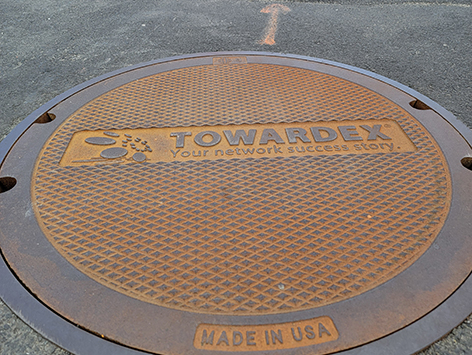 TOWARDEX
Your network success story.
MADE IN USA